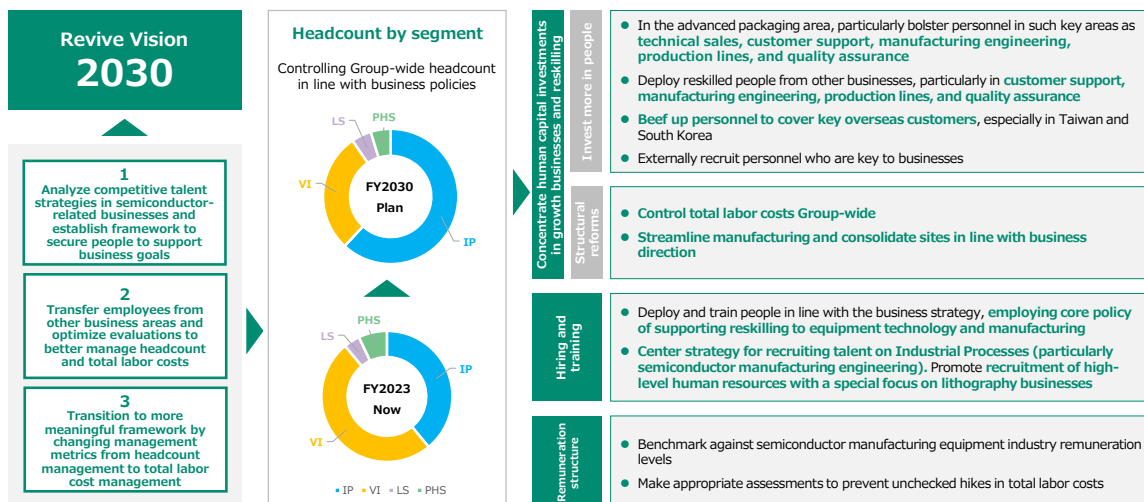 Revive Vision
2030
1
Analyze competitive talent
strategies in semiconductor-
related businesses and
establish framework to
secure people to support
business goals
2
Transfer employees from
other business areas and
optimize evaluations to
better manage headcount
and total labor costs
3
Transition to more
meaningful framework by
changing management
metrics from headcount
management to total labor
cost management
Headcount by segment
Controlling Group-wide headcount
in line with business policies
LS
PHS
VI
FY2030
Plan
IP
PHS
LS
IP
FY2023
Now
VI
IP VI LS PHS
Concentrate human capital investments
in growth businesses and reskilling
Invest more in people
● In the advanced packaging area, particularly bolster personnel in such key areas as
technical sales, customer support, manufacturing engineering,
production lines, and quality assurance
● Deploy reskilled people from other businesses, particularly in customer support,
manufacturing engineering, production lines, and quality assurance
● Beef up personnel to cover key overseas customers, especially in Taiwan and
South Korea
● Externally recruit personnel who are key to businesses
Structural
reforms
● Control total labor costs Group-wide
● Streamline manufacturing and consolidate sites in line with business
direction
Hiring and
training
● Deploy and train people in line with the business strategy, employing core policy
of supporting reskilling to equipment technology and manufacturing
● Center strategy for recruiting talent on Industrial Processes (particularly
semiconductor manufacturing engineering). Promote recruitment of high-
level human resources with a special focus on lithography businesses
Remuneration
structure
● Benchmark against semiconductor manufacturing equipment industry remuneration
levels
● Make appropriate assessments to prevent unchecked hikes in total labor costs